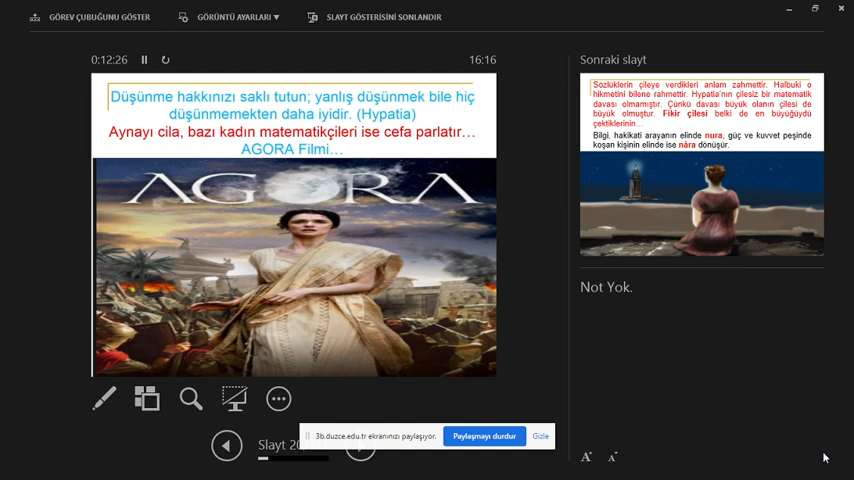 GÖREV ÇUBUĞUNU GÖSTER
GÖRÜNTÜ AYARLARI ▼
SLAYT GÖSTERİSİNİ SONLANDIR
0:12:26
16:16
Düşünme hakkınızı saklı tutun; yanlış düşünmek bile hiç
düşünmemekten daha iyidir. (Hypatia)
Aynayı cila, bazı kadın matematikçileri ise cefa parlatır…
AGORA Filmi…
AGORA
Slayt 20
3b.duzce.edu.tr ekranınızı paylaşıyor.
Paylaşmayı durdur
Gizle
Sonraki slayt
Sözlüklerin çileye verdikleri anlam zahmettir. Halbuki o
hikmetini bilene rahmettir. Hypatia'nın çilesiz bir matematik
davası olmamıştır. Çünkü davası büyük olanın çilesi de
büyük olmuştur. Fikir çilesi belki de en büyüğüydü
çektiklerinin…
Bilgi, hakikati arayanın elinde nura, güç ve kuvvet peşinde
koşan kişinin elinde ise nâra dönüşür.
Not Yok.
A A